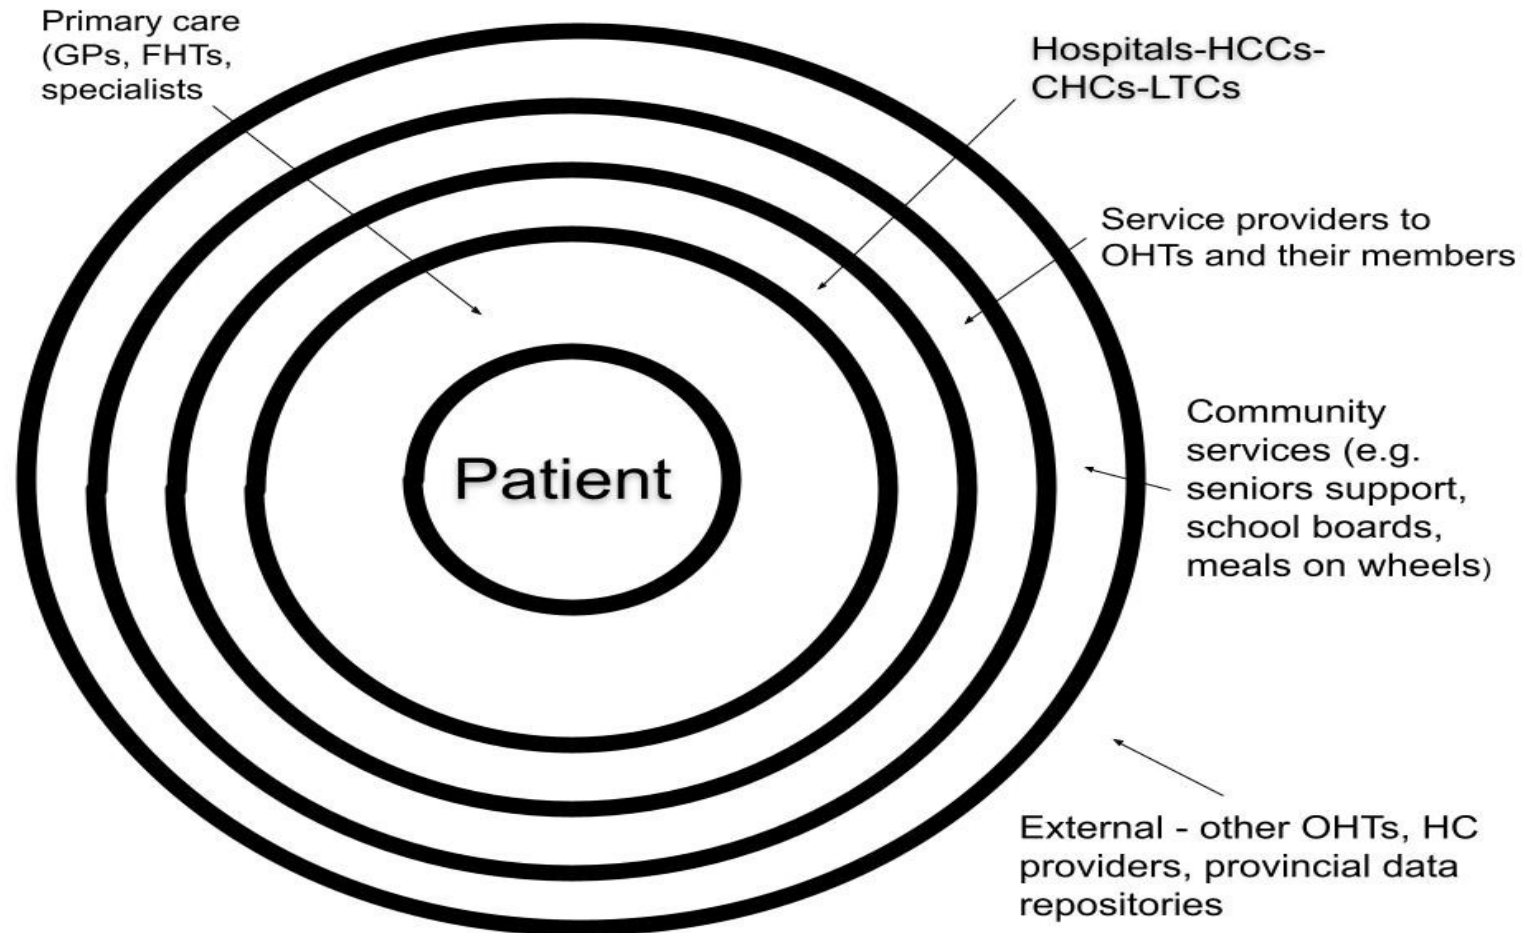 Primary care
(GPs, FHTs,
specialists
Hospitals-HCCs-
CHCs-LTCs
Service providers to
OHTs and their members
Patient
Community
services (e.g.
seniors support,
school boards,
meals on wheels)
External - other OHTs, HC
providers, provincial data
repositories